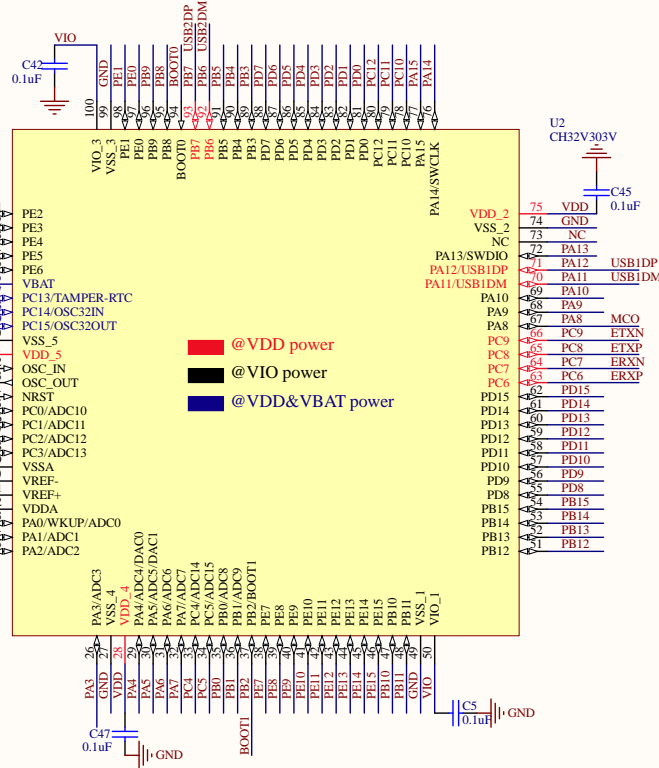 VIO
C42
0.1uF
GND
PE1
PE0
PB9
PB8
BOOT0
PB7
USB2DP
PB6
USB2DM
PB5
PB4
PB3
PD7
PD6
PD5
PD4
PD3
PD2
PD1
PD0
PC12
PC11
PC10
PA15
PA14
100
99
98
97
96
95
94
93
92
91
90
89
88
87
86
85
84
83
82
81
80
79
78
77
76
VIO_3
VSS_3
PE1
PE0
PB9
PB8
BOOT0
PB7
PB6
PB5
PB4
PB3
PD7
PD6
PD5
PD4
PD3
PD2
PD1
PD0
PC12
PC11
PC10
PA15
PA14/SWCLK
U2
CH32V303V
C45
0.1uF
PE2
PE3
PE4
PE5
PE6
VBAT
PC13/TAMPER-RTC
PC14/OSC32IN
PC15/OSC32OUT
VSS_5
VDD_5
OSC_IN
OSC_OUT
NRST
PC0/ADC10
PC1/ADC11
PC2/ADC12
PC3/ADC13
VSSA
VREF-
VREF+
VDDA
PA0/WKUP/ADC0
PA1/ADC1
PA2/ADC2
@VDD power
@VIO power
@VDD&VBAT power
VDD_2 75 VDD
VSS_2 74 GND
NC 73 NC
PA13/SWDIO 72 PA13
PA12/USB1DP 71 PA12 USB1DP
PA11/USB1DM 70 PA11 USB1DM
PA10 69 PA10
PA9 68 PA9
PA8 67 PA8 MCO
PC9 66 PC9 ETXN
PC8 65 PC8 ETXP
PC7 64 PC7 ERXN
PC6 63 PC6 ERXP
PD15 62 PD15
PD14 61 PD14
PD13 60 PD13
PD12 59 PD12
PD11 58 PD11
PD10 57 PD10
PD9 56 PD9
PD8 55 PD8
PB15 54 PB15
PB14 53 PB14
PB13 52 PB13
PB12 51 PB12
PA3/ADC3
VSS_4
VDD_4
PA4/ADC4/DAC0
PA5/ADC5/DAC1
PA6/ADC6
PA7/ADC7
PC4/ADC14
PC5/ADC15
PB0/ADC8
PB1/ADC9
PB2/BOOT1
PE7
PE8
PE9
PE10
PE11
PE12
PE13
PE14
PE15
PB10
PB11
VSS_1
VIO_1
26
27
28
29
30
31
32
33
34
35
36
37
38
39
40
41
42
43
44
45
46
47
48
49
50
PA3
GND
VDD
PA4
PA5
PA6
PA7
PC4
PC5
PB0
PB1
PB2
BOOT1
PE7
PE8
PE9
PE10
PE11
PE12
PE13
PE14
PE15
PB10
PB11
GND
VIO
C47
0.1uF
GND
C5
0.1uF
GND